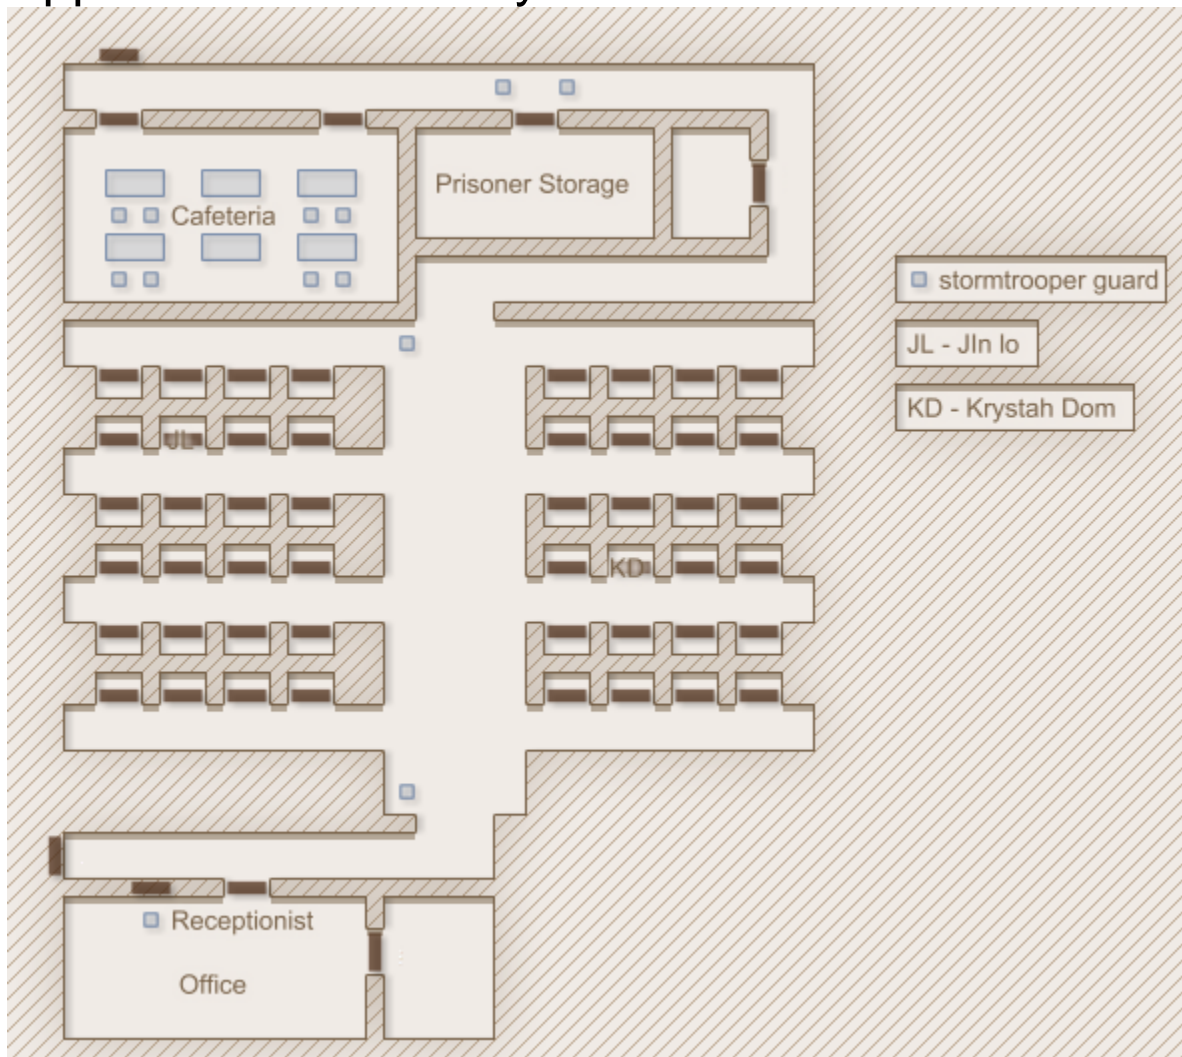 Prisoner Storage
Cafeteria
stormtrooper guard
JL - JIn lo
KD - Krystah Dom
JL
KD
Receptionist
Office